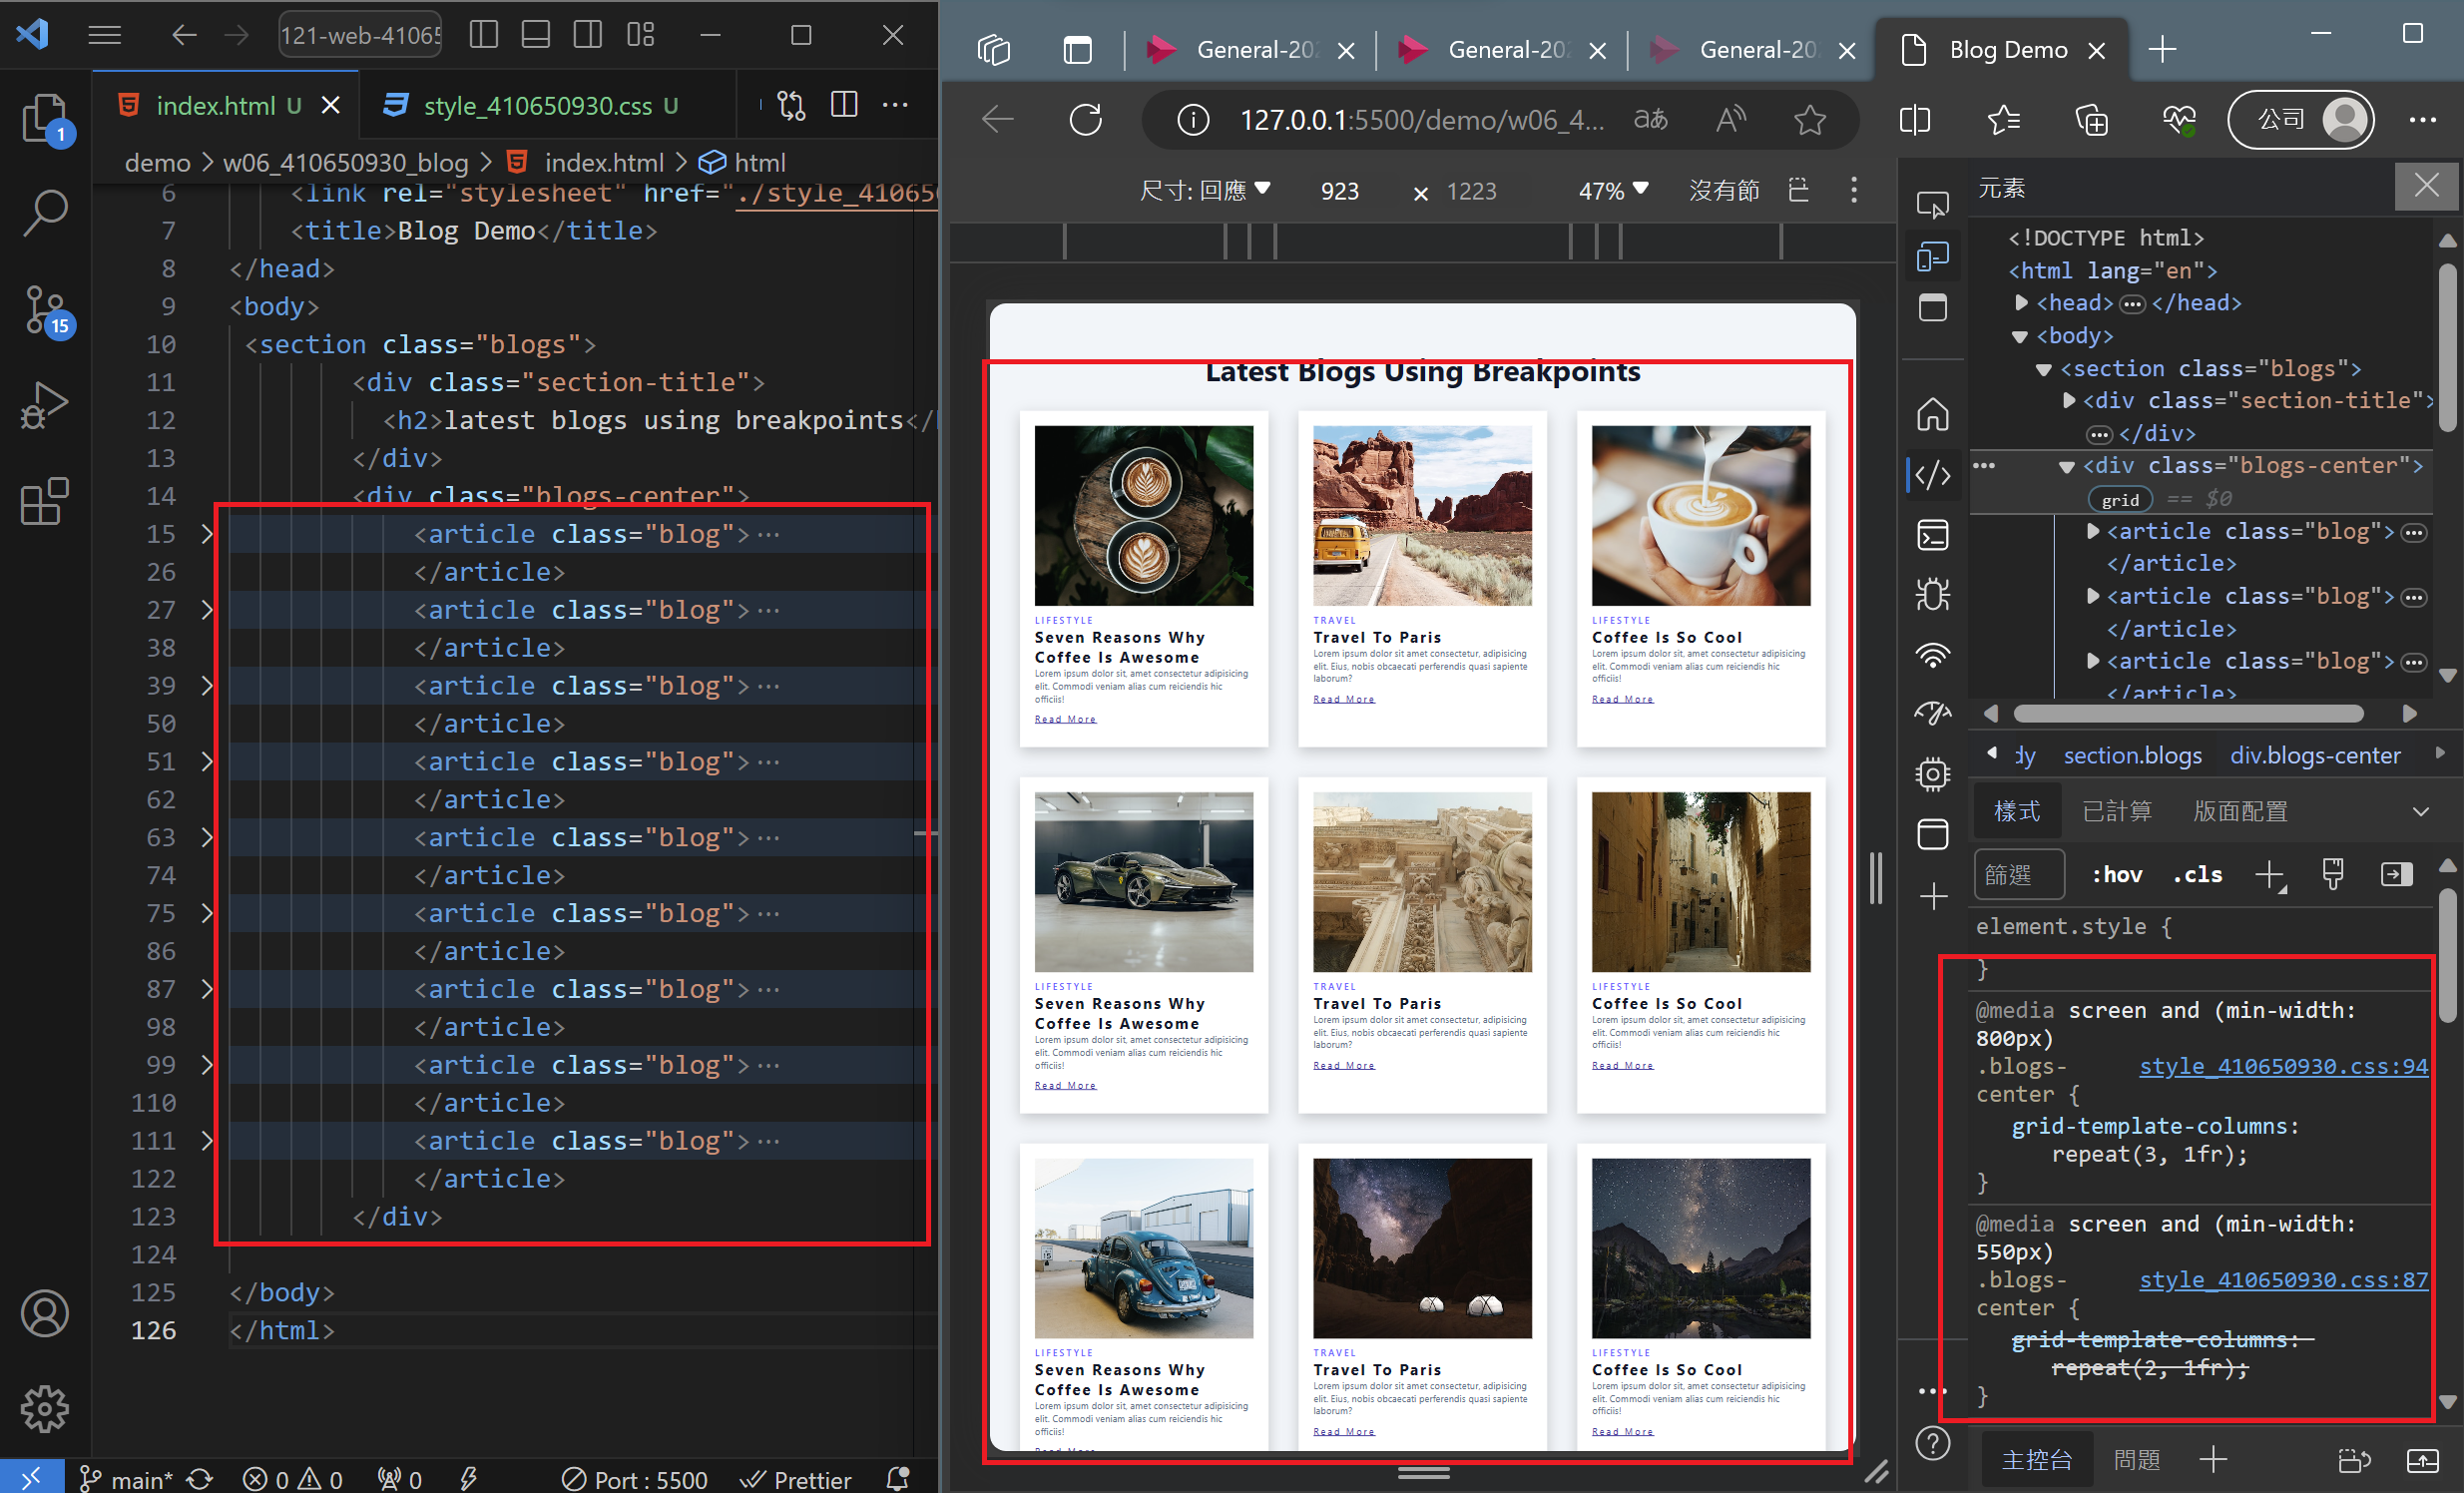 121-web-41065
index.html U
style_410650930.css U
demo > w06_410650930_blog > index.html > html
6 <link rel="stylesheet" href="./style_41065
7 <title>Blog Demo</title>
8 </head>
9 <body>
10 <section class="blogs">
11 <div class="section-title">
12 <h2>latest blogs using breakpoints</
13 </div>
14 <div class="blogs-center">
15 <article class="blog">···
26 </article>
27 <article class="blog">···
38 </article>
39 <article class="blog">···
50 </article>
51 <article class="blog">···
62 </article>
63 <article class="blog">···
74 </article>
75 <article class="blog">···
86 </article>
87 <article class="blog">···
98 </article>
99 <article class="blog">···
110 </article>
111 <article class="blog">···
122 </article>
123 </div>
124
125 </body>
126 </html>
1
15
main* 0 0 0 Port : 5500 Prettier
General-20
General-20
General-20
Blog Demo
127.0.0.1:5500/demo/w06_4...
aあ
A
公司
尺寸: 回應 923 × 1223 47% 沒有節
Latest Blogs Using Breakpoints
LIFESTYLE
Seven Reasons Why
Coffee Is Awesome
Lorem ipsum dolor sit, amet consectetur, adipisicing
elit. Commodi veniam alias cum reiciendis hic
officiis!
Read More
TRAVEL
Travel To Paris
Lorem ipsum dolor sit amet consectetur, adipisicing
elit. Eius, nobis obcaecati perferendis quasi sapiente
laborum?
Read More
LIFESTYLE
Coffee Is So Cool
Lorem ipsum dolor sit, amet consectetur, adipisicing
elit. Commodi veniam alias cum reiciendis hic
officiis!
Read More
LIFESTYLE
Seven Reasons Why
Coffee Is Awesome
Lorem ipsum dolor sit, amet consectetur, adipisicing
elit. Commodi veniam alias cum reiciendis hic
officiis!
Read More
TRAVEL
Travel To Paris
Lorem ipsum dolor sit amet consectetur, adipisicing
elit. Eius, nobis obcaecati perferendis quasi sapiente
laborum?
Read More
LIFESTYLE
Coffee Is So Cool
Lorem ipsum dolor sit, amet consectetur, adipisicing
elit. Commodi veniam alias cum reiciendis hic
officiis!
Read More
LIFESTYLE
Seven Reasons Why
Coffee Is Awesome
Lorem ipsum dolor sit, amet consectetur, adipisicing
elit. Commodi veniam alias cum reiciendis hic
officiis!
Read More
TRAVEL
Travel To Paris
Lorem ipsum dolor sit amet consectetur, adipisicing
elit. Eius, nobis obcaecati perferendis quasi sapiente
laborum?
Read More
LIFESTYLE
Coffee Is So Cool
Lorem ipsum dolor sit, amet consectetur, adipisicing
elit. Commodi veniam alias cum reiciendis hic
officiis!
Read More
元素
<!DOCTYPE html>
<html lang="en">
<head>···</head>
<body>
<section class="blogs">
<div class="section-title">
···</div>
<div class="blogs-center">
grid == $0
<article class="blog">···
</article>
<article class="blog">···
</article>
<article class="blog">···
</article>
dy section.blogs div.blogs-center
樣式 已計算 版面配置
篩選 :hov .cls
element.style {
}
@media screen and (min-width:
800px)
.blogs- style_410650930.css:94
center {
grid-template-columns:
repeat(3, 1fr);
}
@media screen and (min-width:
550px)
.blogs- style_410650930.css:87
center {
grid-template-columns:
repeat(2, 1fr);
}
主控台 問題